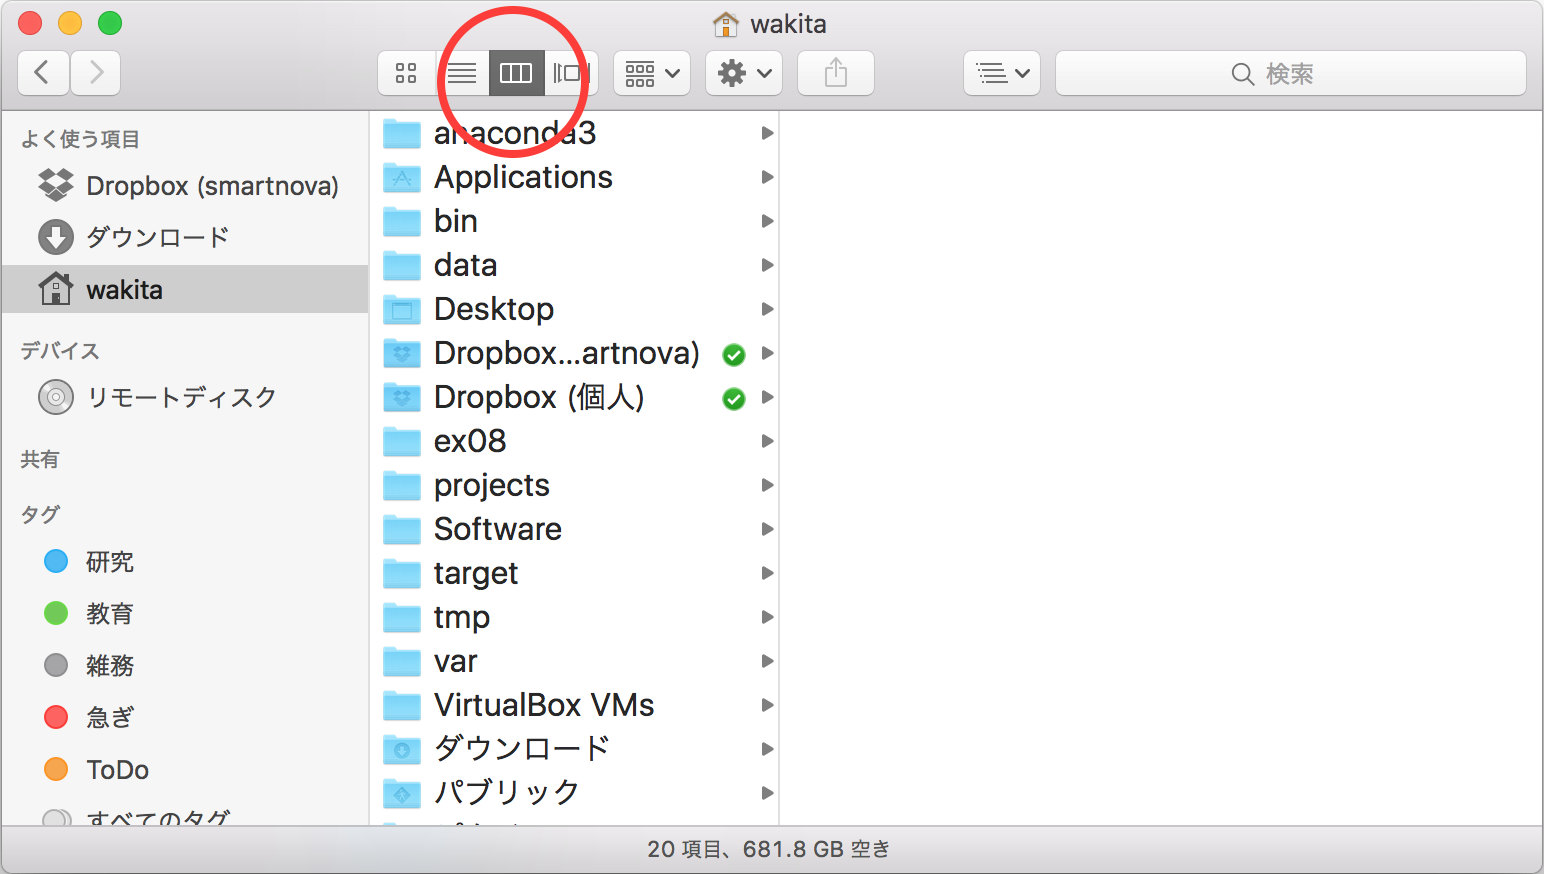 wakita
検索
よく使う項目
Dropbox (smartnova)
ダウンロード
wakita
デバイス
リモートディスク
共有
タグ
研究
教育
雑務
急ぎ
ToDo
すべてのタグ
anaconda3
Applications
bin
data
Desktop
Dropbox...artnova)
Dropbox (個人)
ex08
projects
Software
target
tmp
var
VirtualBox VMs
ダウンロード
パブリック
20 項目、681.8 GB 空き